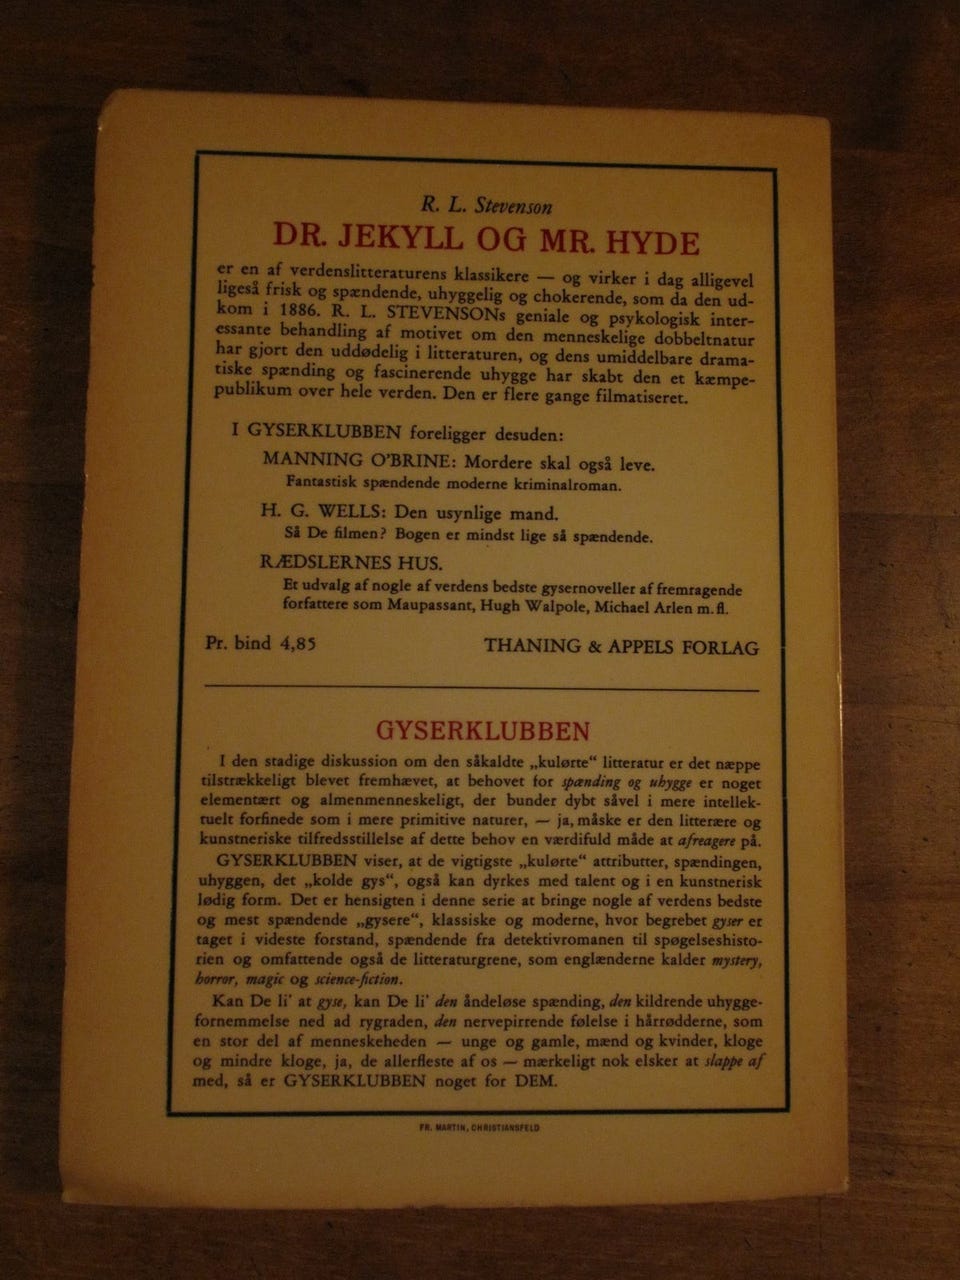 R. L. Stevenson
DR. JEKYLL OG MR. HYDE
er en af verdenslitteraturens klassikere — og virker i dag alligevel
ligeså frisk og spændende, uhyggelig og chokerende, som da den ud-
kom i 1886. R. L. STEVENSONs geniale og psykologisk inter-
essante behandling af motivet om den menneskelige dobbeltnatur
har gjort den uddødelig i litteraturen, og dens umiddelbare drama-
tiske spænding og fascinerende uhygge har skabt den et kæmpe-
publikum over hele verden. Den er flere gange filmatiseret.
I GYSERKLUBBEN foreligger desuden:
MANNING O'BRINE: Mordere skal også leve.
Fantastisk spændende moderne kriminalroman.
H. G. WELLS: Den usynlige mand.
Så De filmen? Bogen er mindst lige så spændende.
RÆDSLERNES HUS.
Et udvalg af nogle af verdens bedste gysernoveller af fremragende
forfattere som Maupassant, Hugh Walpole, Michael Arlen m. fl.
Pr. bind 4,85 THANING & APPELS FORLAG
GYSERKLUBBEN
I den stadige diskussion om den såkaldte „kulørte“ litteratur er det næppe
tilstrækkeligt blevet fremhævet, at behovet for spænding og uhygge er noget
elementært og almenmenneskeligt, der bunder dybt såvel i mere intellek-
tuelt forfinede som i mere primitive naturer, — ja, måske er den litterære og
kunstneriske tilfredsstillelse af dette behov en værdifuld måde at afreagere på.
GYSERKLUBBEN viser, at de vigtigste „kulørte“ attributter, spændingen,
uhyggen, det „kolde gys“, også kan dyrkes med talent og i en kunstnerisk
lødig form. Det er hensigten i denne serie at bringe nogle af verdens bedste
og mest spændende „gysere“, klassiske og moderne, hvor begrebet gyser er
taget i videste forstand, spændende fra detektivromanen til spøgelseshisto-
rien og omfattende også de litteraturgrene, som englænderne kalder mystery,
horror, magic og science-fiction.
Kan De li' at gyse, kan De li' den åndeløse spænding, den kildrende uhygge-
fornemmelse ned ad rygraden, den nervepirrende følelse i hårrødderne, som
en stor del af menneskeheden — unge og gamle, mænd og kvinder, kloge
og mindre kloge, ja, de allerfleste af os — mærkeligt nok elsker at slappe af
med, så er GYSERKLUBBEN noget for DEM.
FR. MARTIN, CHRISTIANSFELD